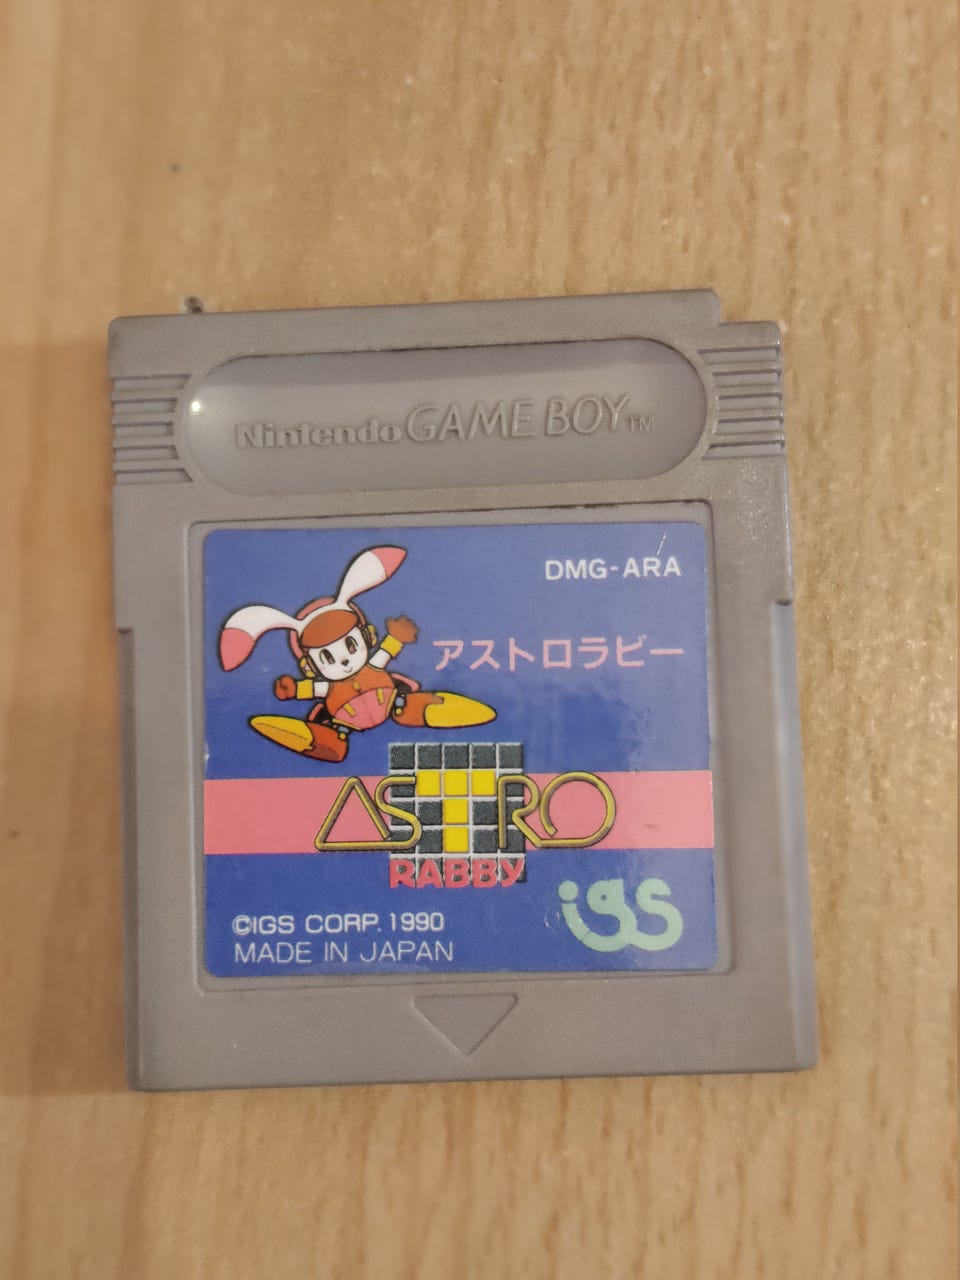 Nintendo GAME BOY™
DMG-ARA
アストロラビー
ASTRO
RABBY
igs
©IGS CORP. 1990
MADE IN JAPAN